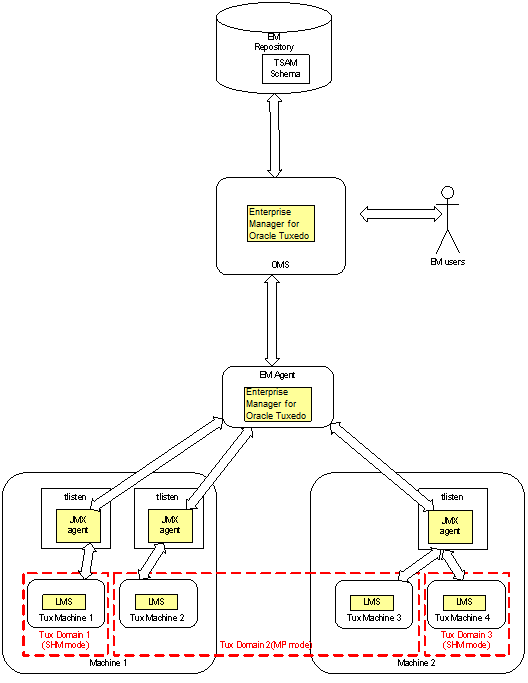 EM
Repository
TSAM
Schema
Enterprise
Manager for
Oracle Tuxedo
OMS
EM users
EM Agent
Enterprise
Manager for
Oracle Tuxedo
tlisten
tlisten
tlisten
JMX
agent
JMX
agent
JMX
agent
LMS
LMS
LMS
LMS
Tux Machine 1
Tux Machine 2
Tux Machine 3
Tux Machine 4
Tux Domain 1
(SHM mode)
Tux Domain 2(MP mode)
Tux Domain 3
(SHM mode)
Machine 1
Machine 2